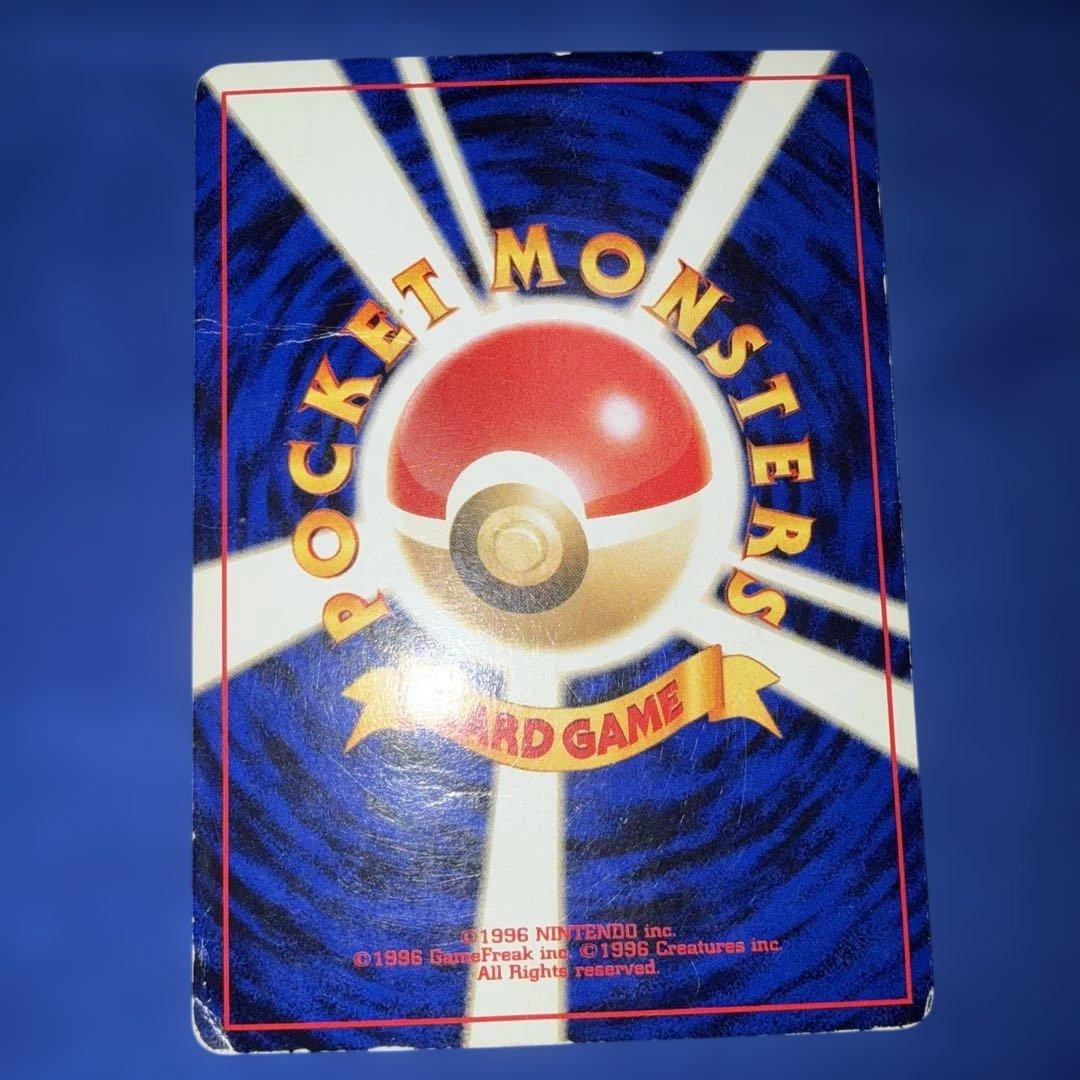 POCKET MONSTERS
CARD GAME
©1996 NINTENDO inc.
©1996 GameFreak inc. ©1996 Creatures inc.
All Rights reserved.